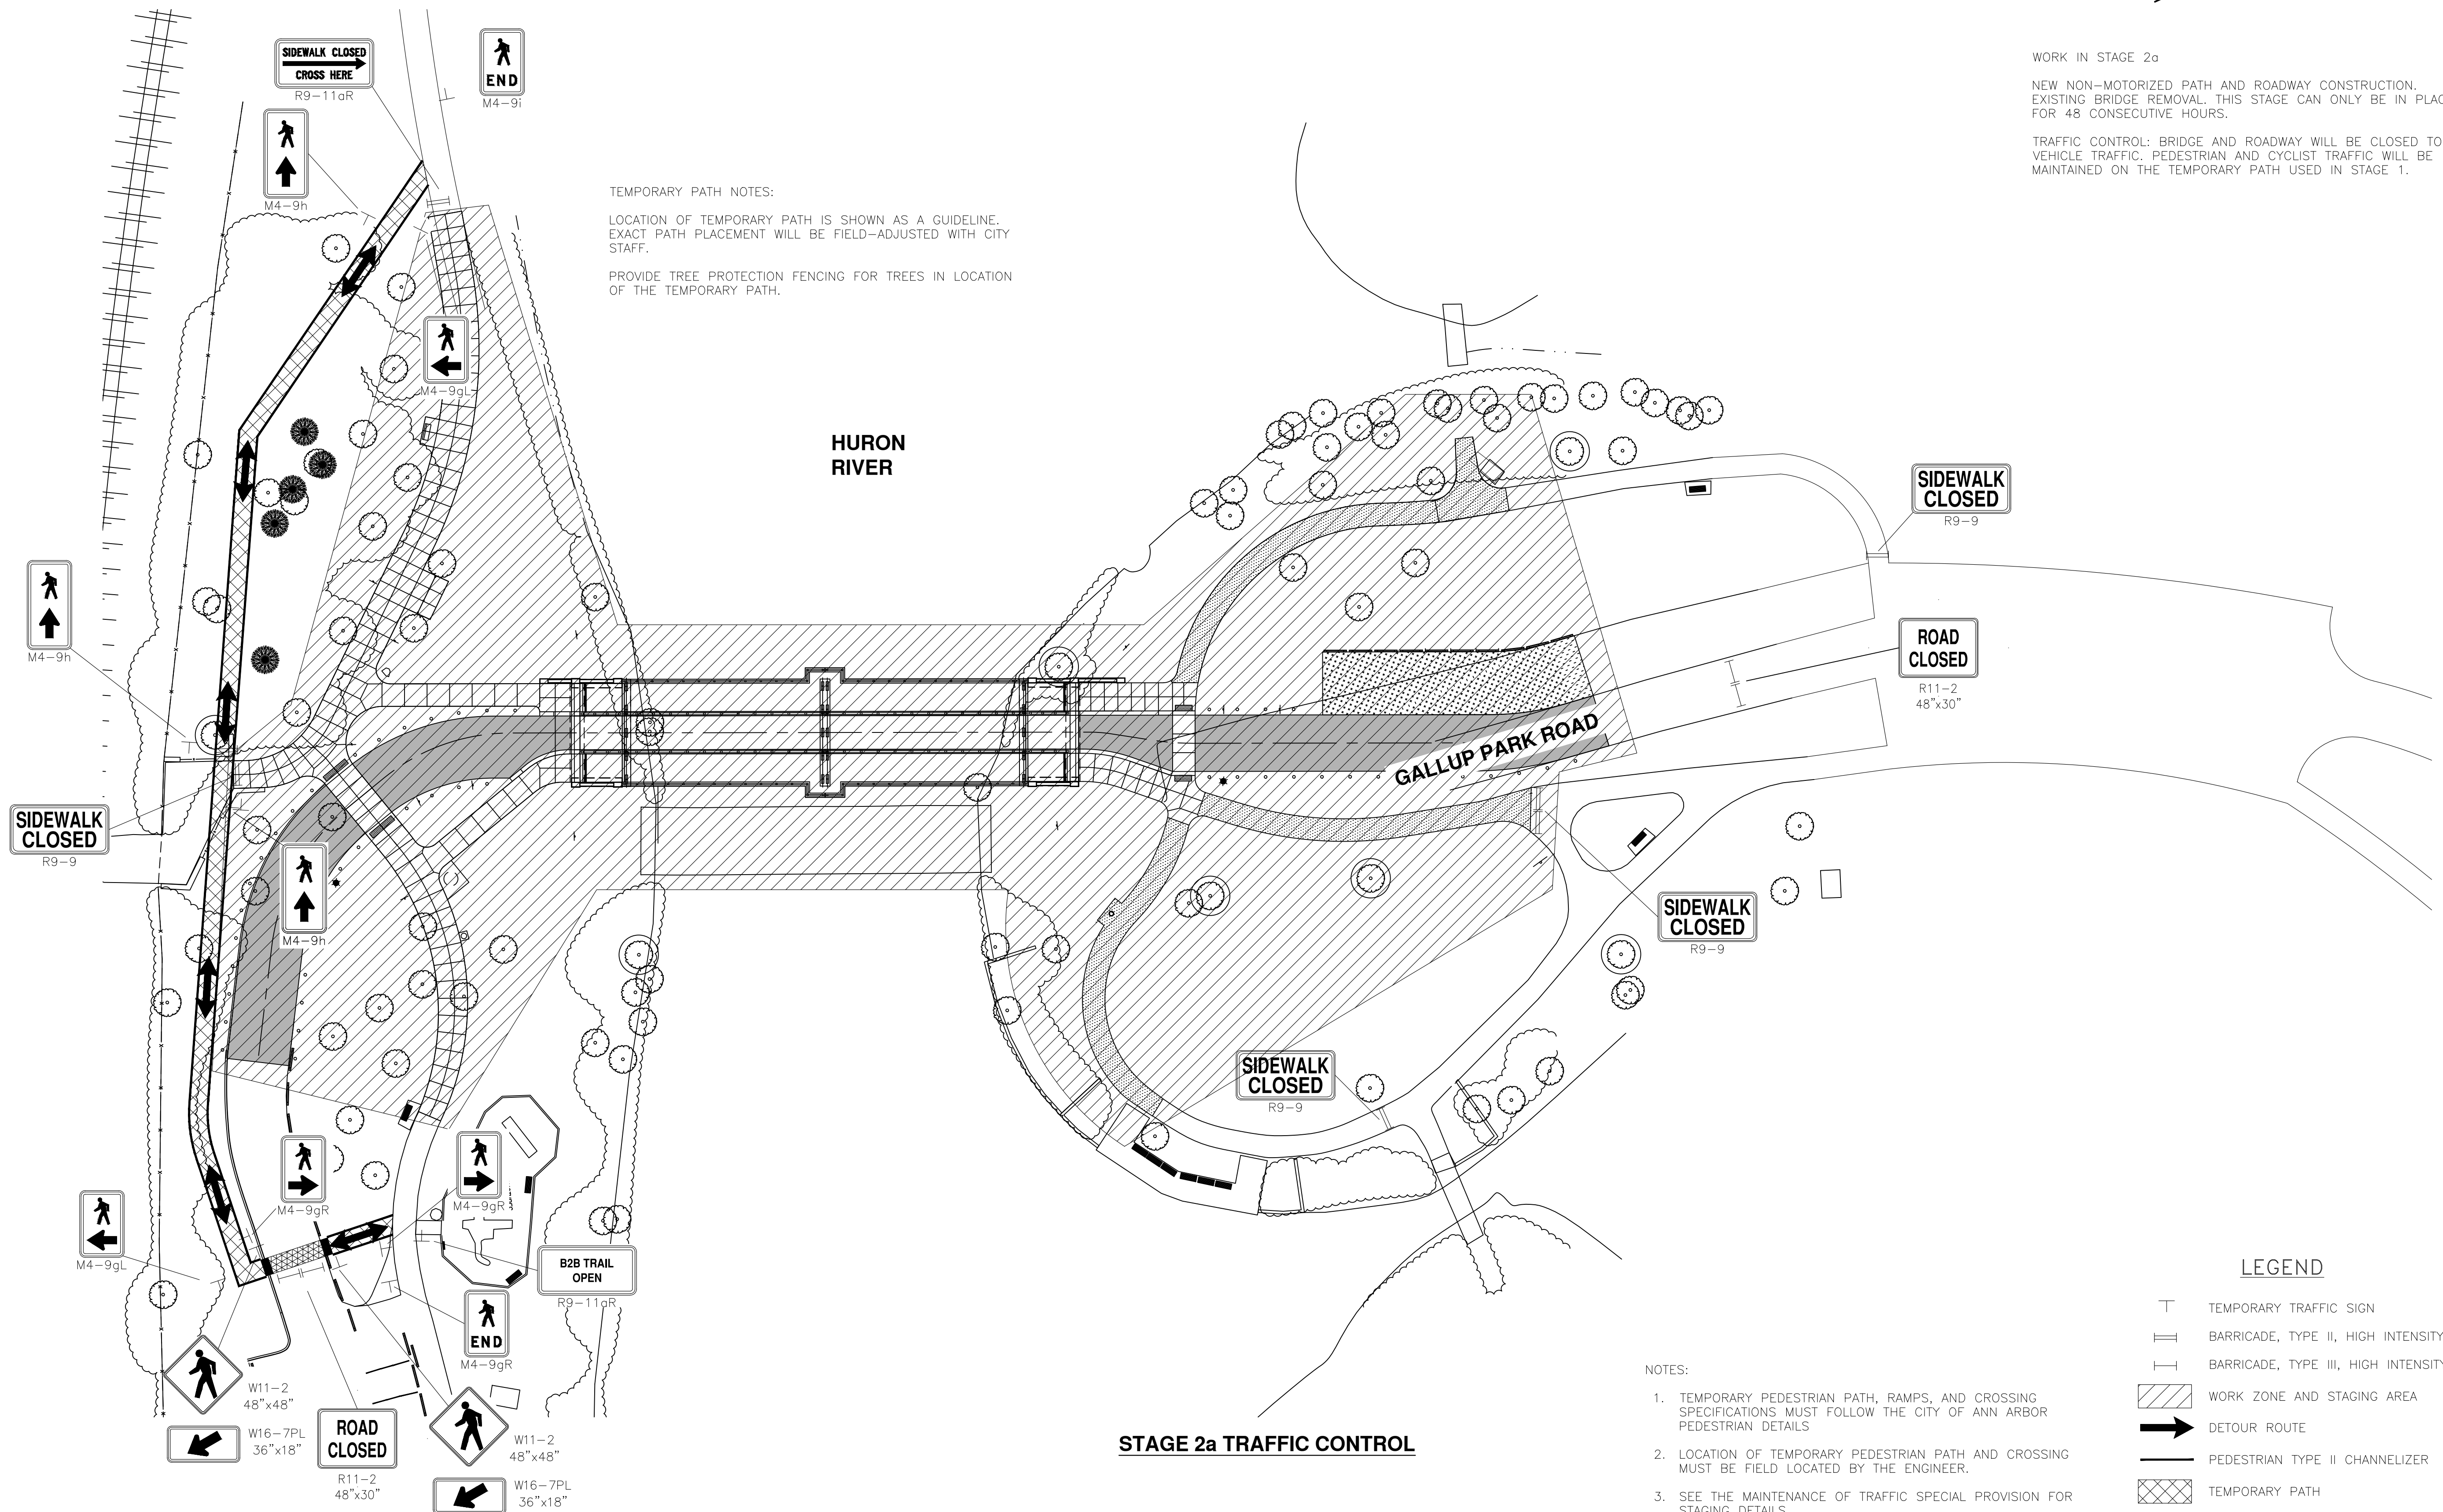 WORK IN STAGE 2a
NEW NON-MOTORIZED PATH AND ROADWAY CONSTRUCTION.
EXISTING BRIDGE REMOVAL. THIS STAGE CAN ONLY BE IN PLAC
FOR 48 CONSECUTIVE HOURS.
TRAFFIC CONTROL: BRIDGE AND ROADWAY WILL BE CLOSED TO
VEHICLE TRAFFIC. PEDESTRIAN AND CYCLIST TRAFFIC WILL BE
MAINTAINED ON THE TEMPORARY PATH USED IN STAGE 1.
SIDEWALK CLOSED
CROSS HERE
R9-11aR
END
M4-9i
M4-9h
TEMPORARY PATH NOTES:
LOCATION OF TEMPORARY PATH IS SHOWN AS A GUIDELINE.
EXACT PATH PLACEMENT WILL BE FIELD-ADJUSTED WITH CITY
STAFF.
PROVIDE TREE PROTECTION FENCING FOR TREES IN LOCATION
OF THE TEMPORARY PATH.
M4-9gL
HURON
RIVER
SIDEWALK
CLOSED
R9-9
M4-9h
ROAD
CLOSED
R11-2
48"x30"
GALLUP PARK ROAD
SIDEWALK
CLOSED
R9-9
M4-9h
SIDEWALK
CLOSED
R9-9
SIDEWALK
CLOSED
R9-9
M4-9gR
M4-9gR
M4-9gL
B2B TRAIL
OPEN
R9-11aR
END
M4-9gR
W11-2
48"x48"
W16-7PL
36"x18"
ROAD
CLOSED
R11-2
48"x30"
W11-2
48"x48"
W16-7PL
36"x18"
STAGE 2a TRAFFIC CONTROL
NOTES:
1. TEMPORARY PEDESTRIAN PATH, RAMPS, AND CROSSING
SPECIFICATIONS MUST FOLLOW THE CITY OF ANN ARBOR
PEDESTRIAN DETAILS
2. LOCATION OF TEMPORARY PEDESTRIAN PATH AND CROSSING
MUST BE FIELD LOCATED BY THE ENGINEER.
3. SEE THE MAINTENANCE OF TRAFFIC SPECIAL PROVISION FOR
STAGING DETAILS
LEGEND
TEMPORARY TRAFFIC SIGN
BARRICADE, TYPE II, HIGH INTENSITY
BARRICADE, TYPE III, HIGH INTENSITY
WORK ZONE AND STAGING AREA
DETOUR ROUTE
PEDESTRIAN TYPE II CHANNELIZER
TEMPORARY PATH